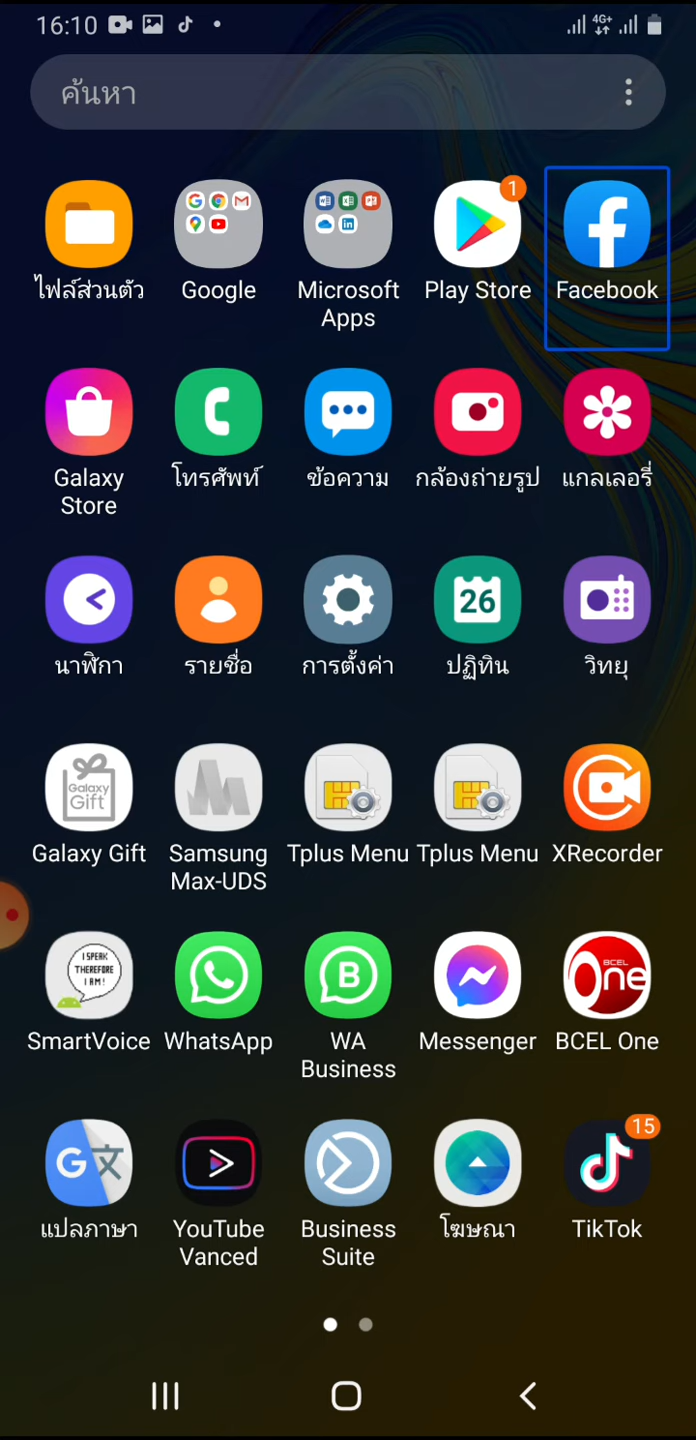 16:10
4G+
ค้นหา
1
ไฟล์ส่วนตัว Google Microsoft Apps Play Store Facebook
Galaxy Store โทรศัพท์ ข้อความ กล้องถ่ายรูป แกลเลอรี่
26
นาฬิกา รายชื่อ การตั้งค่า ปฏิทิน วิทยุ
Galaxy Gift
Galaxy Gift Samsung Max-UDS Tplus Menu Tplus Menu XRecorder
I SPEAK THEREFORE I AM!
BCEL One
SmartVoice WhatsApp WA Business Messenger BCEL One
15
แปลภาษา YouTube Vanced Business Suite โฆษณา TikTok